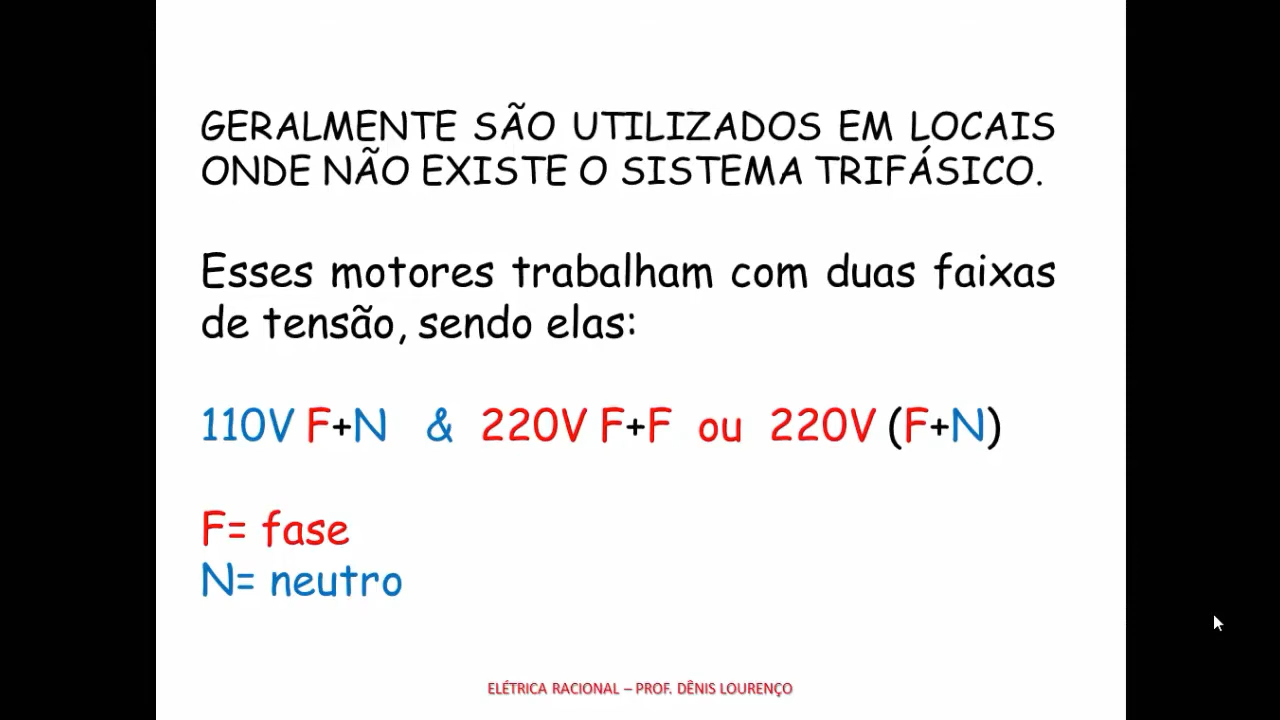 GERALMENTE SÃO UTILIZADOS EM LOCAIS
ONDE NÃO EXISTE O SISTEMA TRIFÁSICO.
Esses motores trabalham com duas faixas
de tensão, sendo elas:
110V F+N & 220V F+F ou 220V (F+N)
F= fase
N= neutro
ELÉTRICA RACIONAL – PROF. DÊNIS LOURENÇO